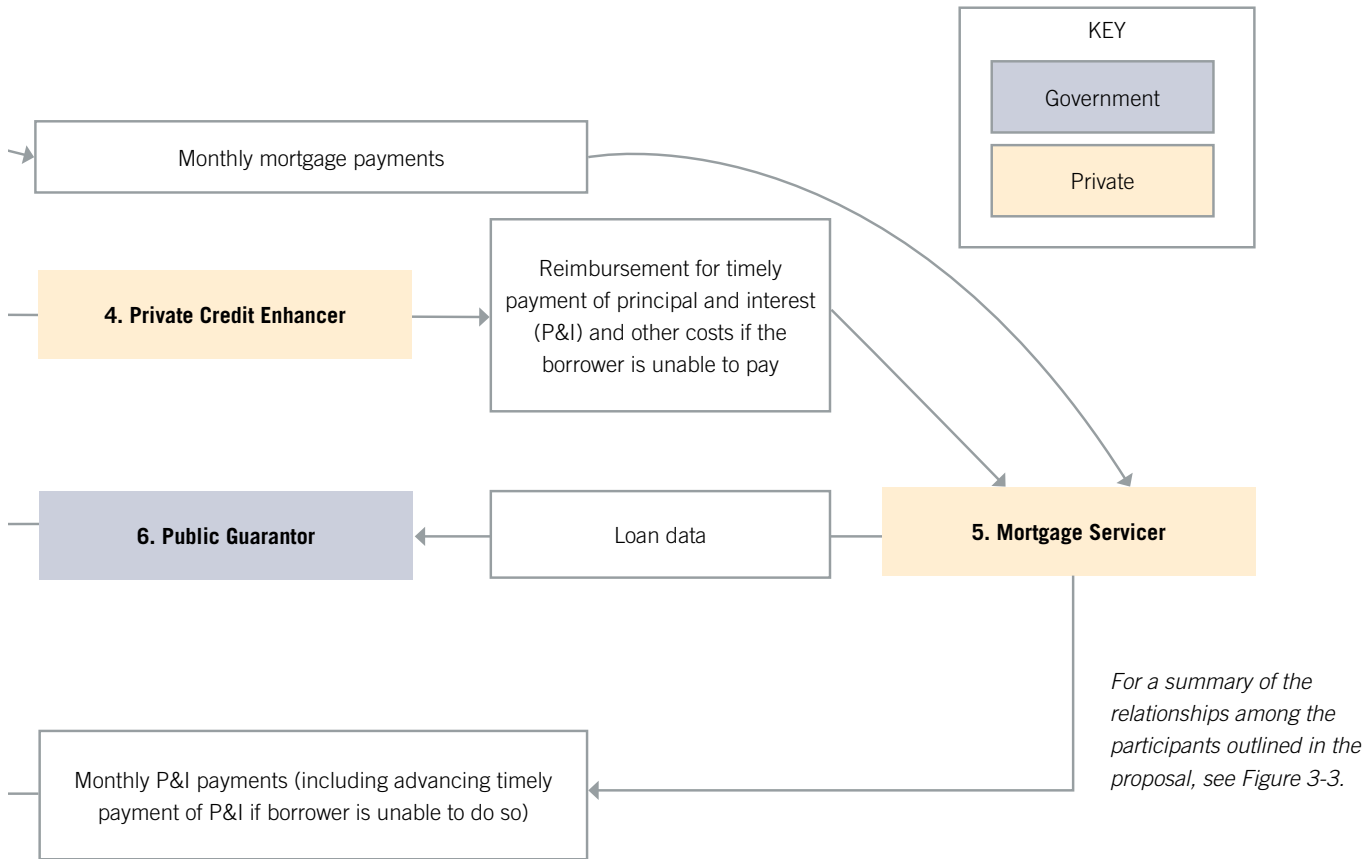 KEY
Government
Private
Monthly mortgage payments
4. Private Credit Enhancer
Reimbursement for timely
payment of principal and interest
(P&I) and other costs if the
borrower is unable to pay
6. Public Guarantor
Loan data
5. Mortgage Servicer
For a summary of the
relationships among the
participants outlined in the
proposal, see Figure 3-3.
Monthly P&I payments (including advancing timely
payment of P&I if borrower is unable to do so)